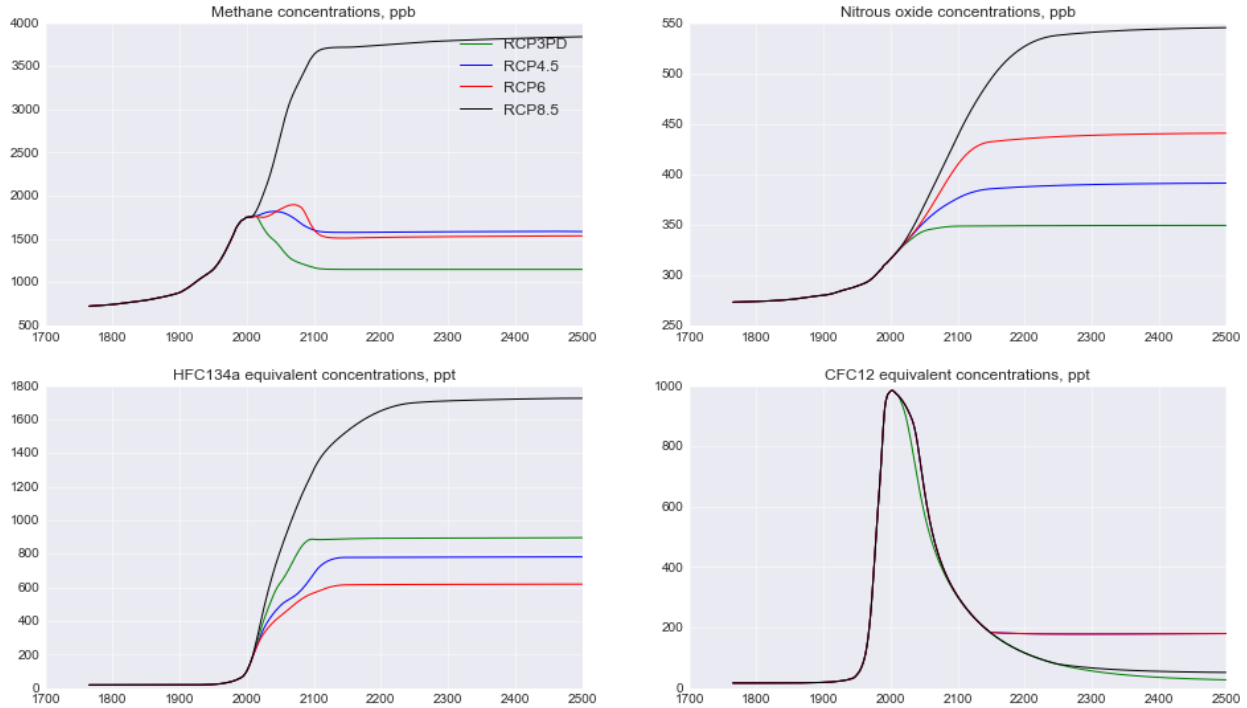 Methane concentrations, ppb
4000
3500
3000
2500
2000
1500
1000
500
1700 1800 1900 2000 2100 2200 2300 2400 2500
RCP3PD
RCP4.5
RCP6
RCP8.5
Nitrous oxide concentrations, ppb
550
500
450
400
350
300
250
1700 1800 1900 2000 2100 2200 2300 2400 2500
HFC134a equivalent concentrations, ppt
1800
1600
1400
1200
1000
800
600
400
200
0
1700 1800 1900 2000 2100 2200 2300 2400 2500
CFC12 equivalent concentrations, ppt
1000
800
600
400
200
0
1700 1800 1900 2000 2100 2200 2300 2400 2500